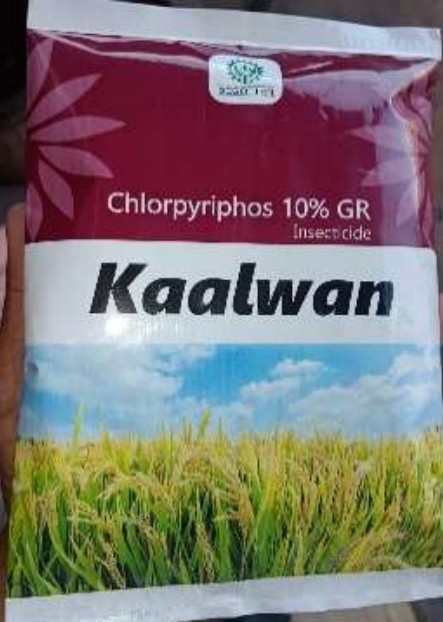 Chlorpyriphos 10% GR
Insecticide
Kaalwan